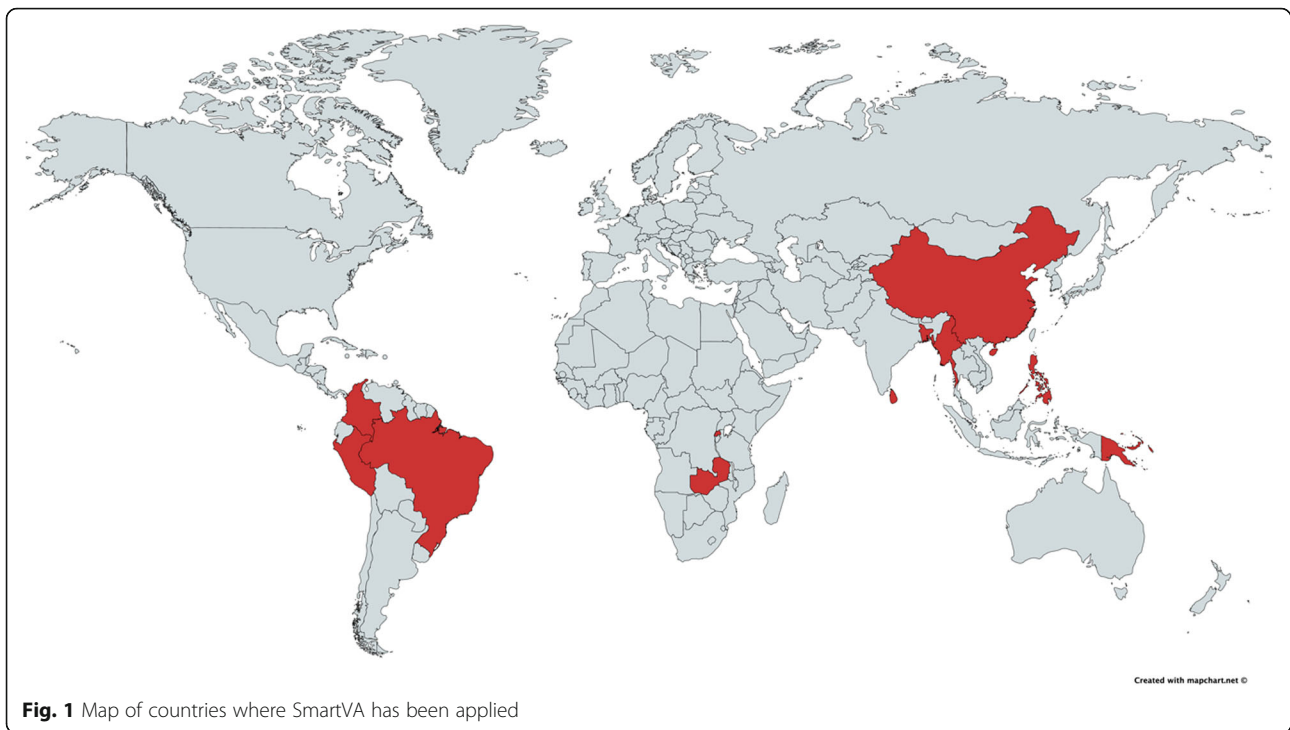 Created with mapchart.net ©
Fig. 1 Map of countries where SmartVA has been applied